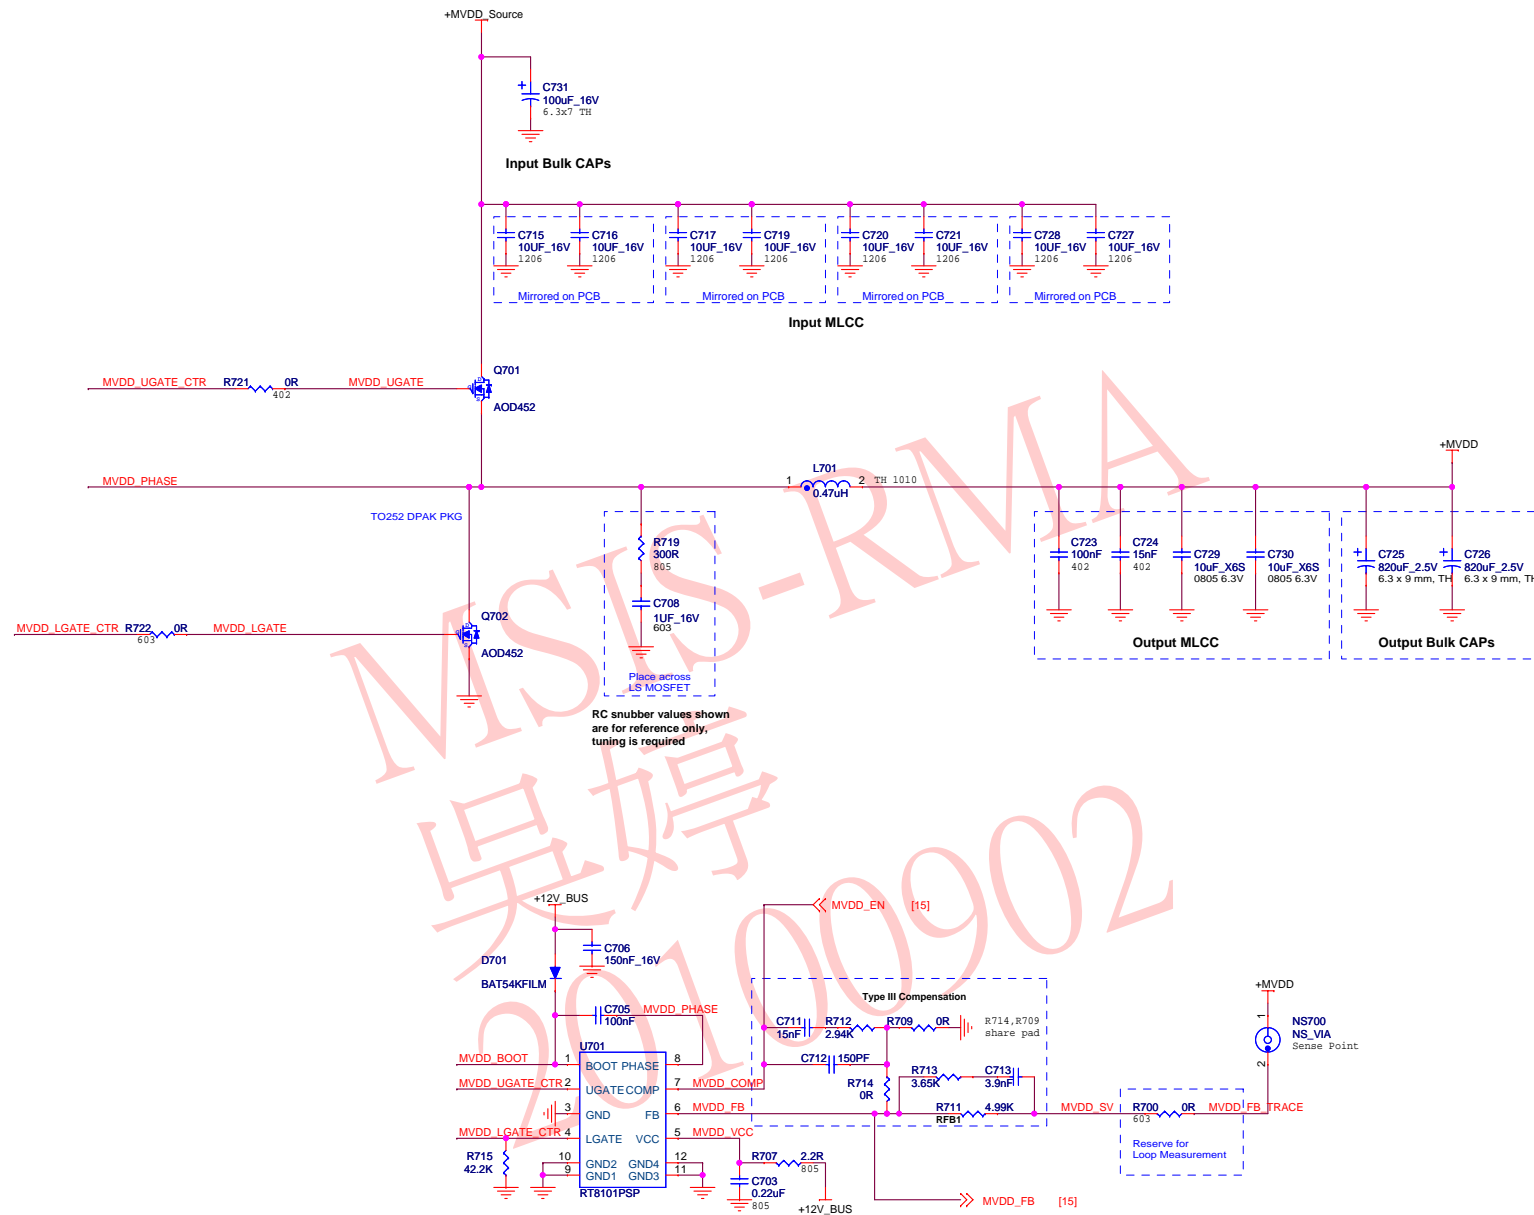 +MVDD_Source
C731
100uF_16V
6.3x7 TH
Input Bulk CAPs
C715
10UF_16V
1206
C716
10UF_16V
1206
Mirrored on PCB
C717
10UF_16V
1206
C719
10UF_16V
1206
Mirrored on PCB
C720
10UF_16V
1206
C721
10UF_16V
1206
Mirrored on PCB
C728
10UF_16V
1206
C727
10UF_16V
1206
Mirrored on PCB
Input MLCC
MVDD_UGATE_CTR
R721
0R
402
MVDD_UGATE
Q701
AOD452
MVDD_PHASE
TO252 DPAK PKG
L701
1
2
0.47uH
TH 1010
+MVDD
R719
300R
805
C708
1UF_16V
603
Place across
LS MOSFET
RC snubber values shown
are for reference only,
tuning is required
MVDD_LGATE_CTR
R722
0R
603
MVDD_LGATE
Q702
AOD452
C723
100nF
402
C724
15nF
402
C729
10uF_X6S
0805 6.3V
C730
10uF_X6S
0805 6.3V
Output MLCC
C725
820uF_2.5V
6.3 x 9 mm, TH
C726
820uF_2.5V
6.3 x 9 mm, TH
Output Bulk CAPs
MSIS-RMA
吳婷
20100902
+12V_BUS
C706
150nF_16V
D701
BAT54KFILM
C705
100nF
MVDD_PHASE
U701
MVDD_BOOT
1
BOOT
PHASE
8
MVDD_UGATE_CTR
2
UGATE
COMP
7
MVDD_COMP
3
GND
FB
6
MVDD_FB
MVDD_LGATE_CTR
4
LGATE
VCC
5
MVDD_VCC
10
GND2
GND4
12
9
GND1
GND3
11
RT8101PSP
R715
42.2K
R707
2.2R
805
C703
0.22uF
805
+12V_BUS
MVDD_EN
[15]
Type III Compensation
C711
15nF
R712
2.94K
R709
0R
R714,R709
share pad
C712
150PF
R714
0R
R713
3.65K
C713
3.9nF
R711
4.99K
RFB1
MVDD_SV
R700
0R
603
MVDD_FB_TRACE
Reserve for
Loop Measurement
MVDD_FB
[15]
+MVDD
1
NS700
NS_VIA
Sense Point
2